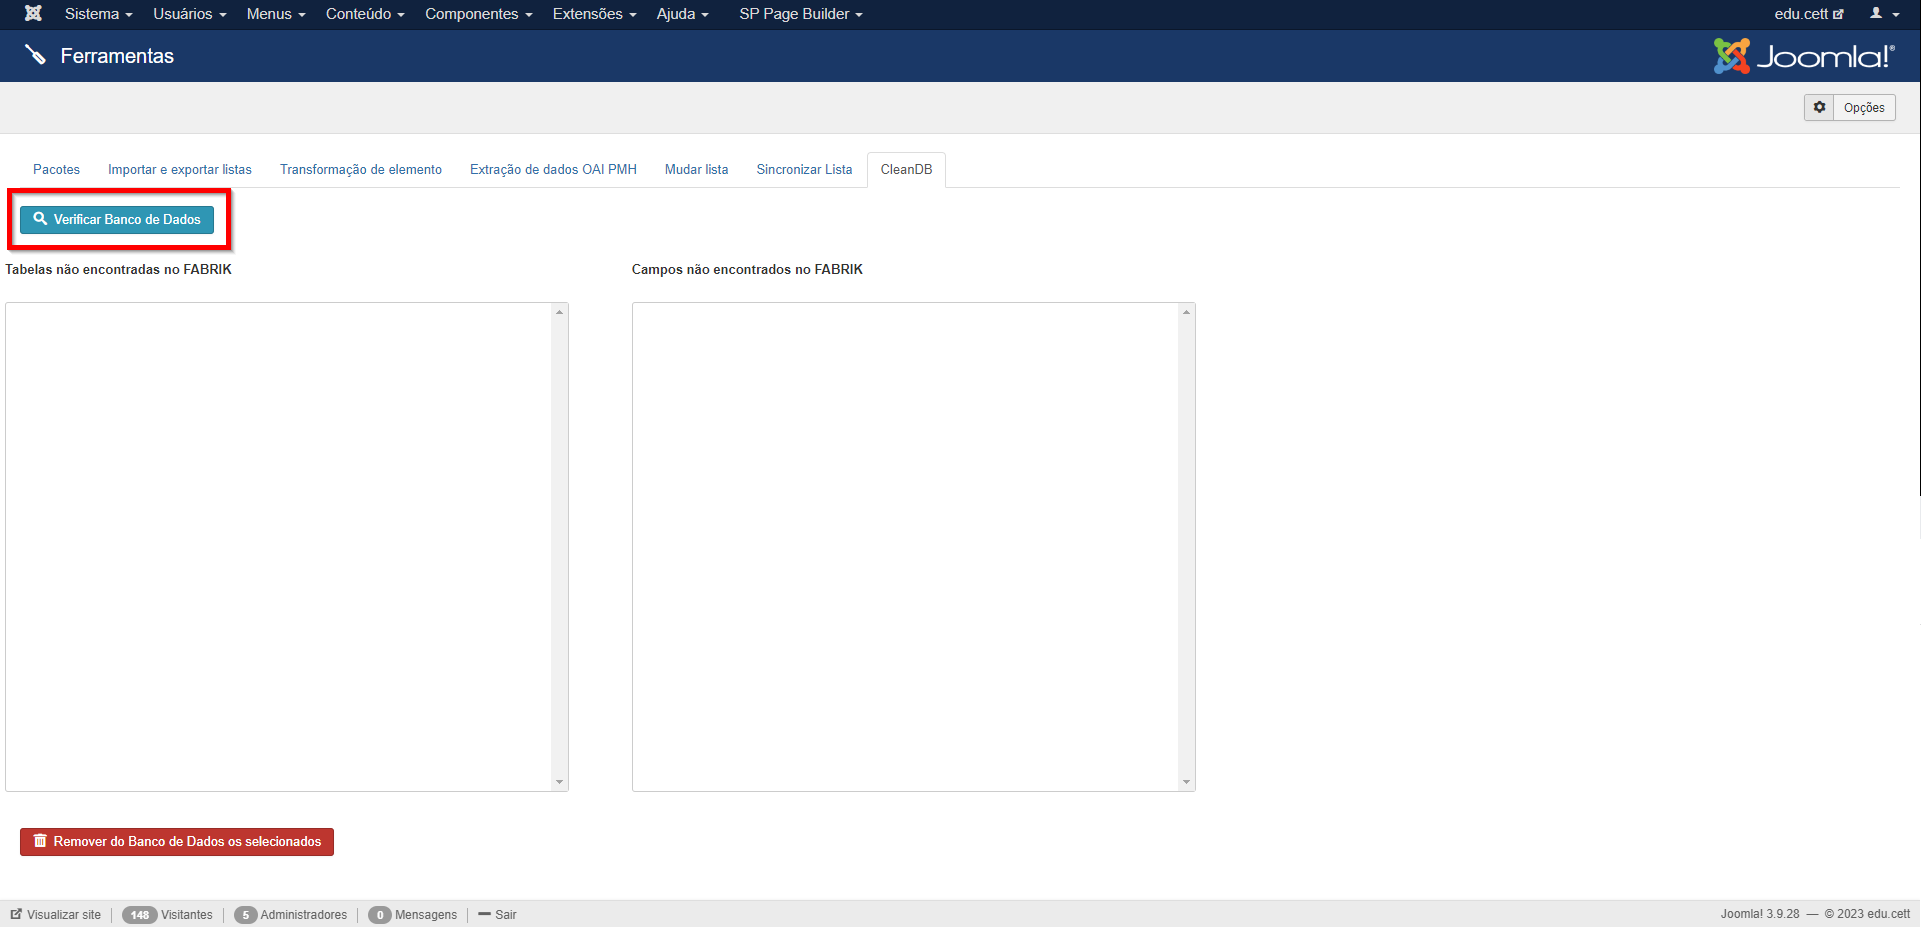 Sistema Usuários Menus Conteúdo Componentes Extensões Ajuda SP Page Builder edu.cett
Ferramentas
Joomla!®
Opções
Pacotes Importar e exportar listas Transformação de elemento Extração de dados OAI PMH Mudar lista Sincronizar Lista CleanDB
Verificar Banco de Dados
Tabelas não encontradas no FABRIK Campos não encontrados no FABRIK
Remover do Banco de Dados os selecionados
Visualizar site 148 Visitantes 5 Administradores 0 Mensagens Sair Joomla! 3.9.28 — © 2023 edu.cett